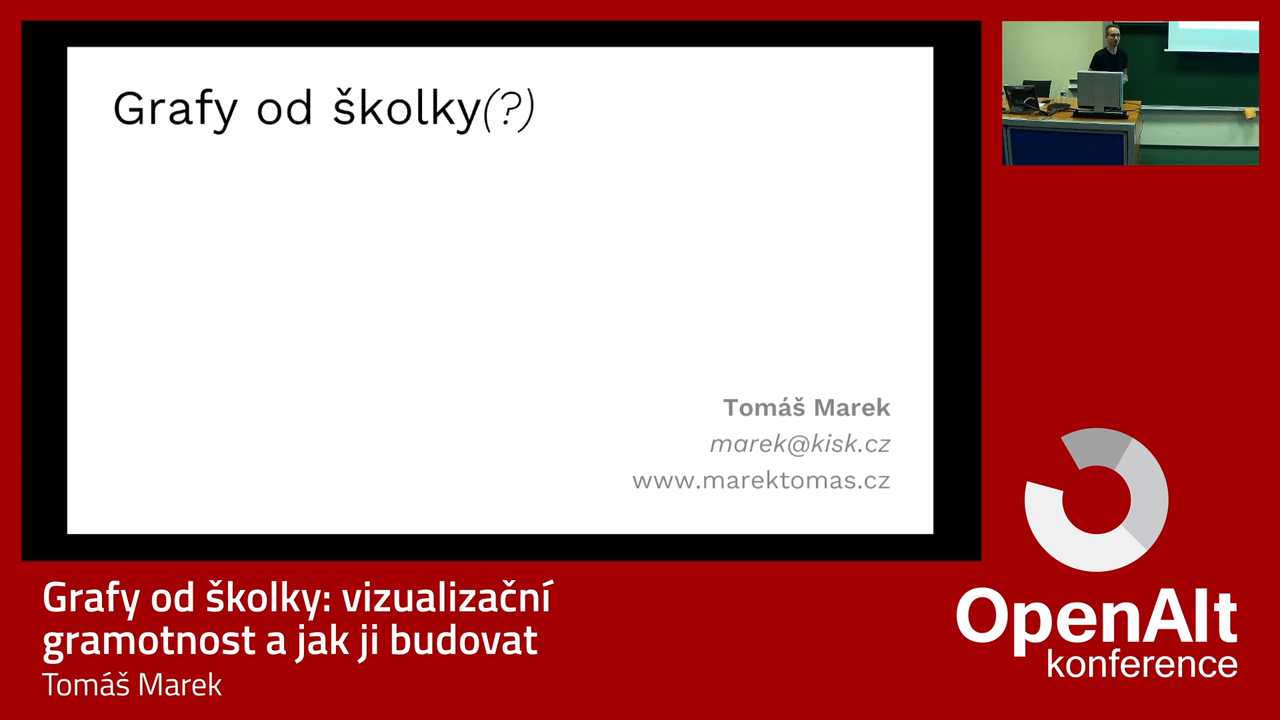 Grafy od školky(?)
Tomáš Marek
marek@kisk.cz
www.marektomas.cz
Grafy od školky: vizualizační
gramotnost a jak ji budovat
Tomáš Marek
OpenAlt
konference